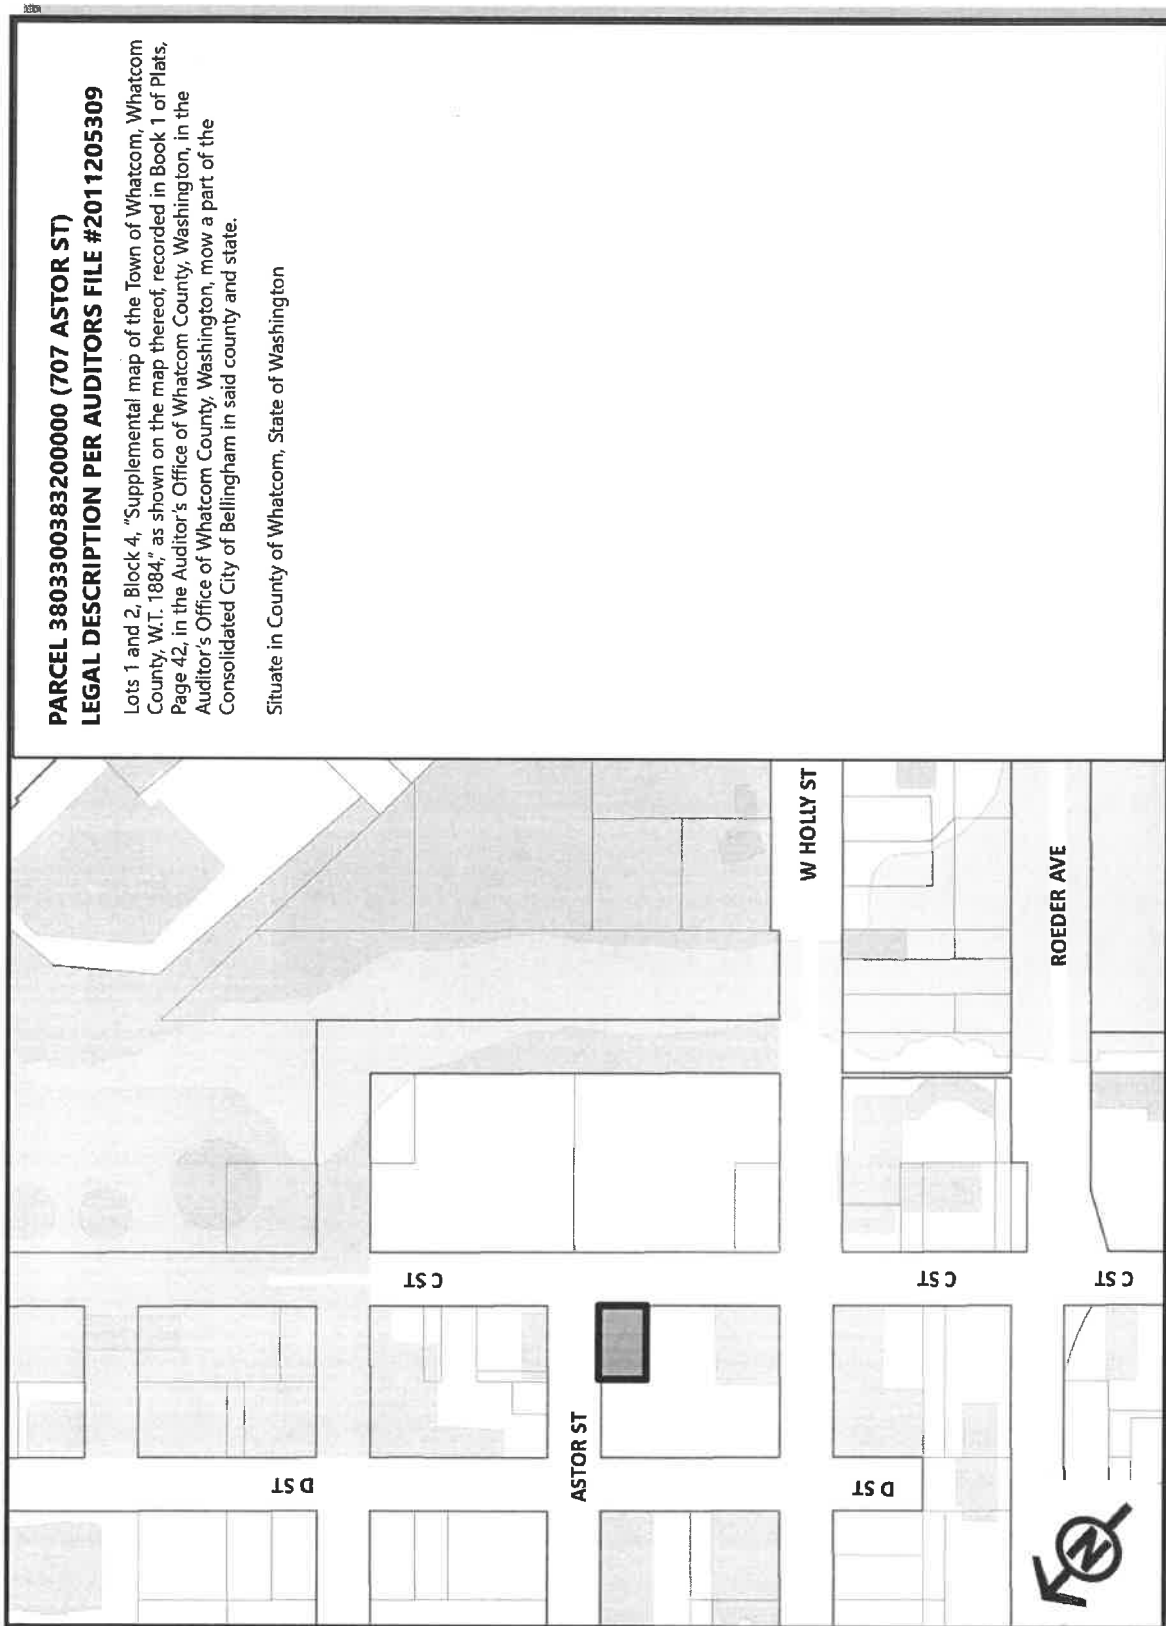 PARCEL 3803300383200000 (707 ASTOR ST)
LEGAL DESCRIPTION PER AUDITORS FILE #2011205309
Lots 1 and 2, Block 4, "Supplemental map of the Town of Whatcom, Whatcom
County, W.T. 1884," as shown on the map thereof, recorded in Book 1 of Plats,
Page 42, in the Auditor's Office of Whatcom County, Washington, in the
Auditor's Office of Whatcom County, Washington, mow a part of the
Consolidated City of Bellingham in said county and state.
Situate in County of Whatcom, State of Washington
D ST
C ST
ASTOR ST
W HOLLY ST
D ST
C ST
ROEDER AVE
C ST
N